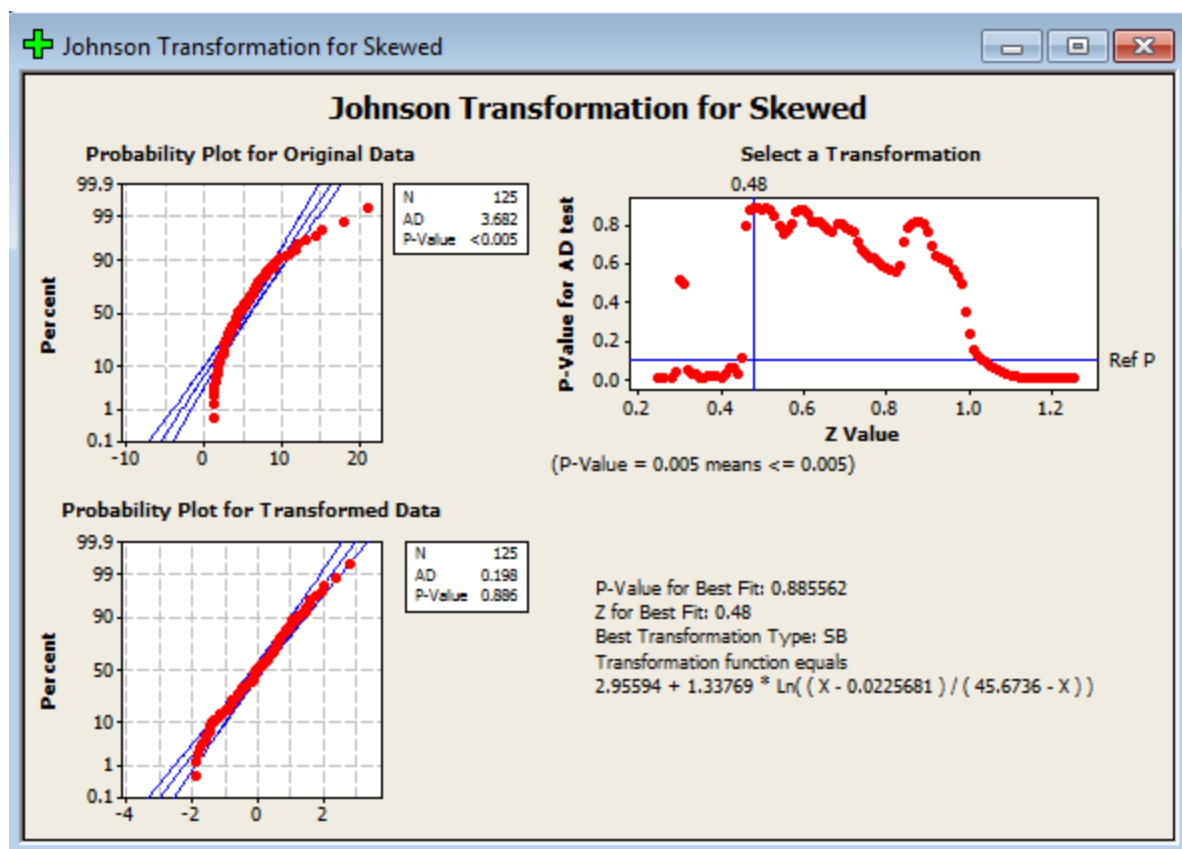 Johnson Transformation for Skewed
Johnson Transformation for Skewed
Probability Plot for Original Data
99.9
99
90
50
10
1
0.1
Percent
-10 0 10 20
N 125
AD 3.682
P-Value <0.005
Select a Transformation
0.48
P-Value for AD test
0.8
0.6
0.4
0.2
0.0
Ref P
0.2 0.4 0.6 0.8 1.0 1.2
Z Value
(P-Value = 0.005 means <= 0.005)
Probability Plot for Transformed Data
99.9
99
90
50
10
1
0.1
Percent
-4 -2 0 2
N 125
AD 0.198
P-Value 0.886
P-Value for Best Fit: 0.885562
Z for Best Fit: 0.48
Best Transformation Type: SB
Transformation function equals
2.95594 + 1.33769 * Ln( ( X - 0.0225681 ) / ( 45.6736 - X ) )